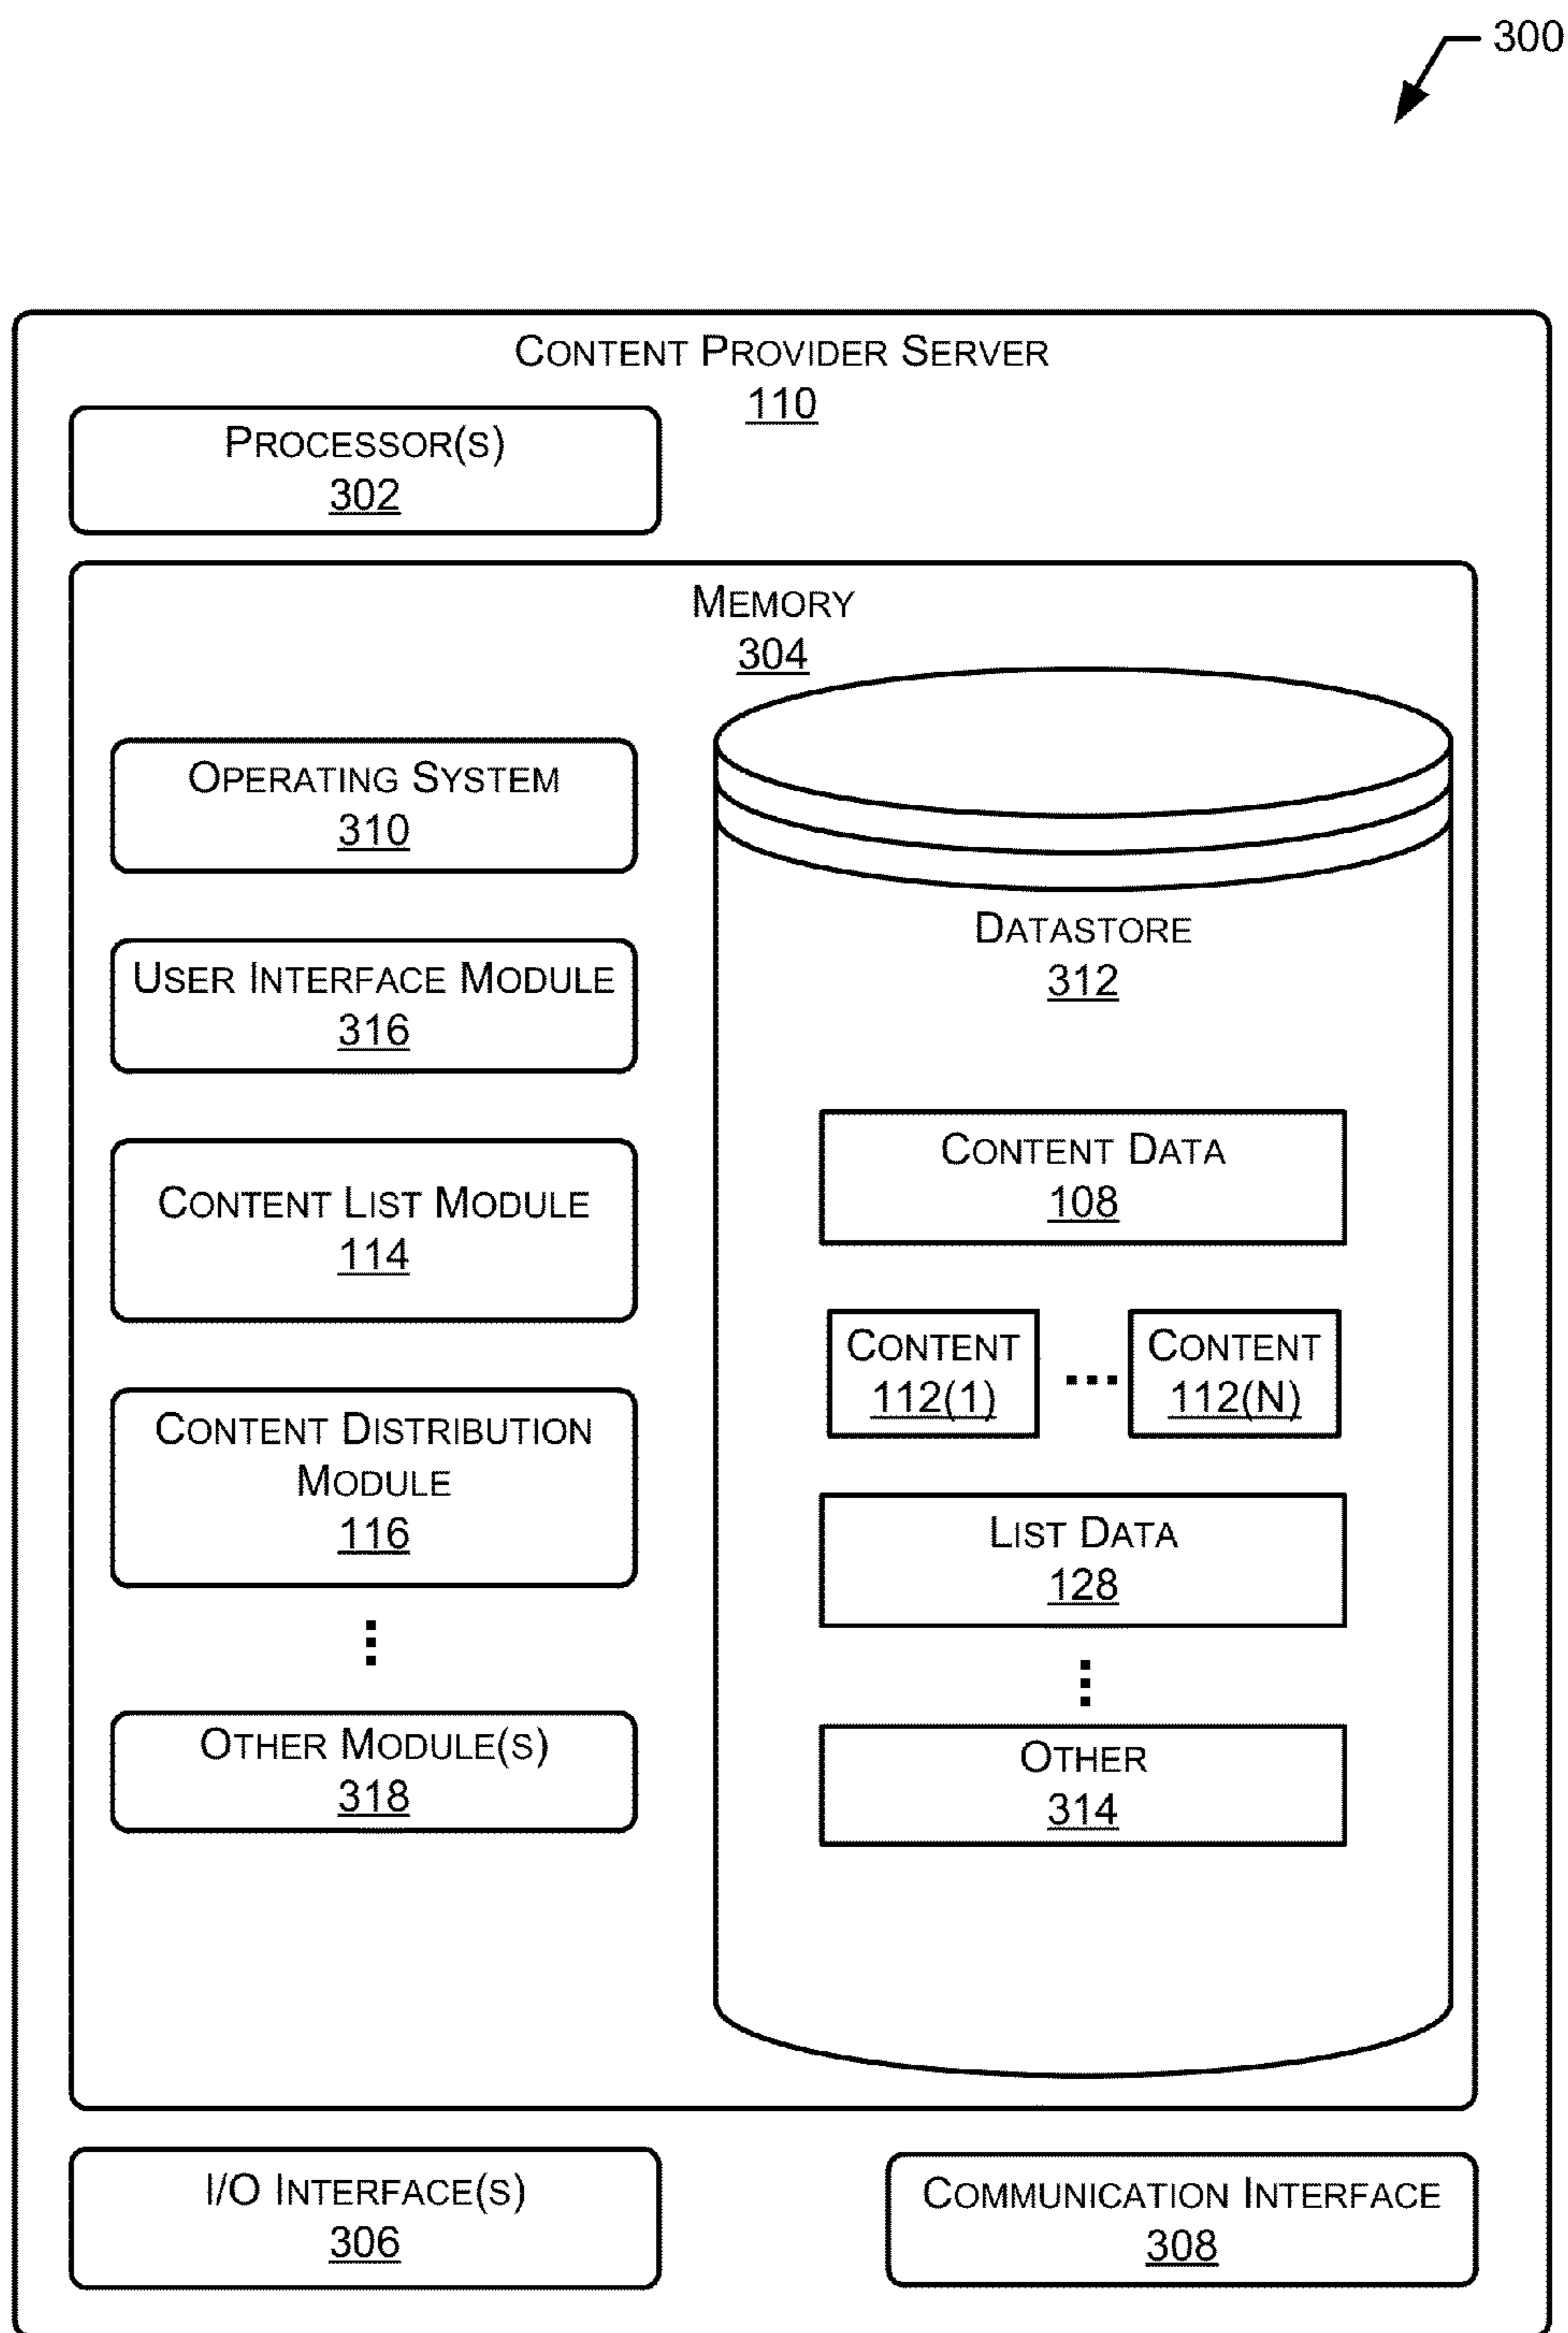 300
CONTENT PROVIDER SERVER
110
PROCESSOR(S)
302
MEMORY
304
OPERATING SYSTEM
310
USER INTERFACE MODULE
316
CONTENT LIST MODULE
114
CONTENT DISTRIBUTION
MODULE
116
⋮
OTHER MODULE(S)
318
DATASTORE
312
CONTENT DATA
108
CONTENT
112(1)
...
CONTENT
112(N)
LIST DATA
128
⋮
OTHER
314
I/O INTERFACE(S)
306
COMMUNICATION INTERFACE
308